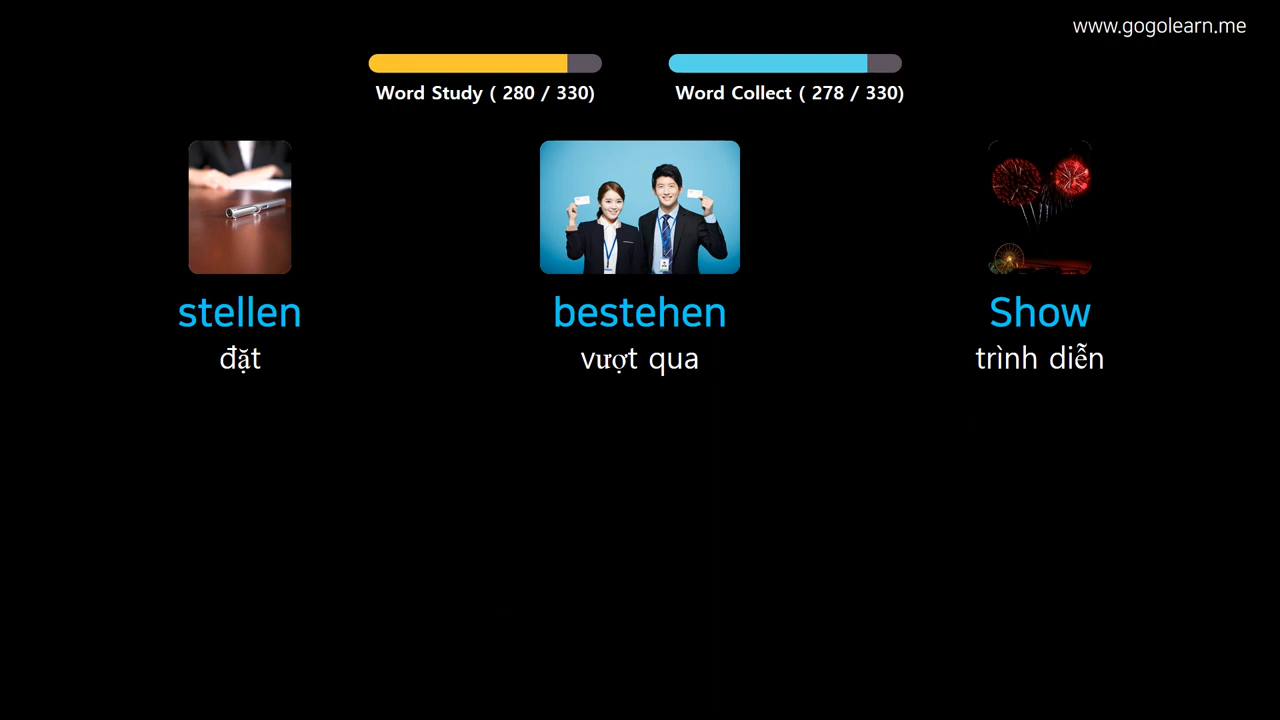 www.gogolearn.me
Word Study ( 280 / 330)
Word Collect ( 278 / 330)
stellen
đặt
bestehen
vượt qua
Show
trình diễn